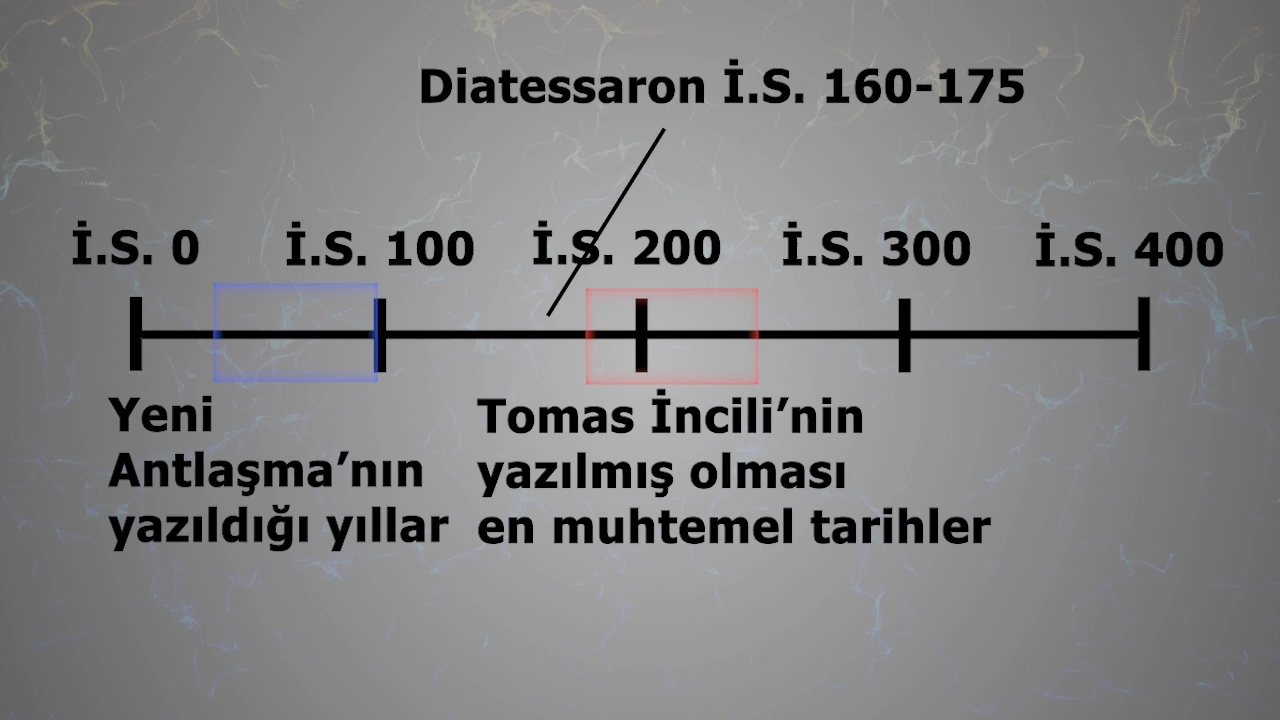 Diatessaron İ.S. 160-175
İ.S. 0 İ.S. 100 İ.S. 200 İ.S. 300 İ.S. 400
Yeni
Antlaşma’nın
yazıldığı yıllar
Tomas İncili’nin
yazılmış olması
en muhtemel tarihler